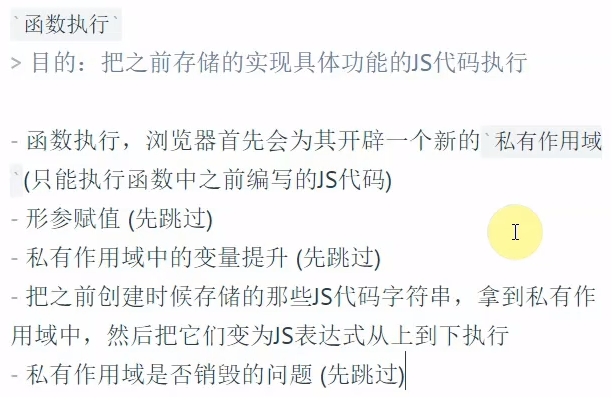 `函数执行`
> 目的：把之前存储的实现具体功能的JS代码执行
- 函数执行，浏览器首先会为其开辟一个新的`私有作用域
`(只能执行函数中之前编写的JS代码)
- 形参赋值 (先跳过)
- 私有作用域中的变量提升 (先跳过)
- 把之前创建时候存储的那些JS代码字符串，拿到私有作
用域中，然后把它们变为JS表达式从上到下执行
- 私有作用域是否销毁的问题 (先跳过)